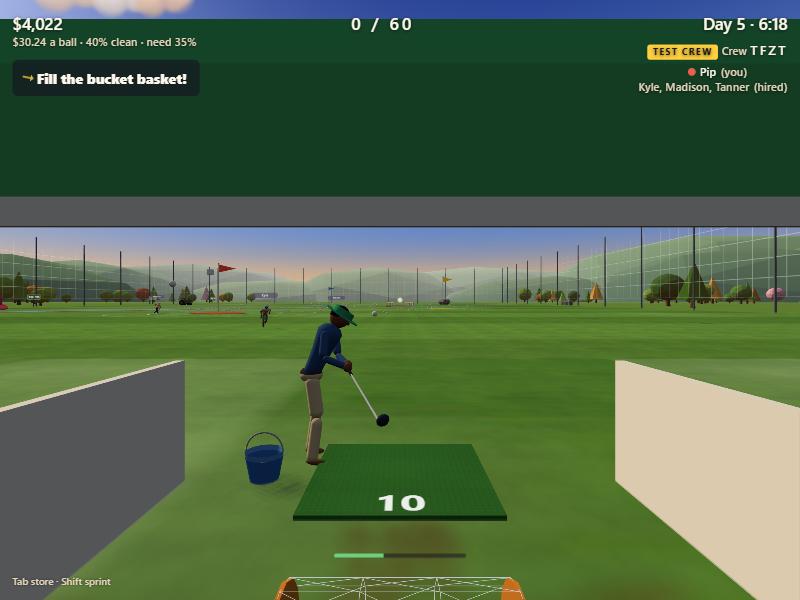 $4,022
0 / 60
Day 5 · 6:18
$30.24 a ball · 40% clean · need 35%
TEST CREW Crew TFZT
→ Fill the bucket basket!
Pip (you)
Kyle, Madison, Tanner (hired)
10
Tab store · Shift sprint